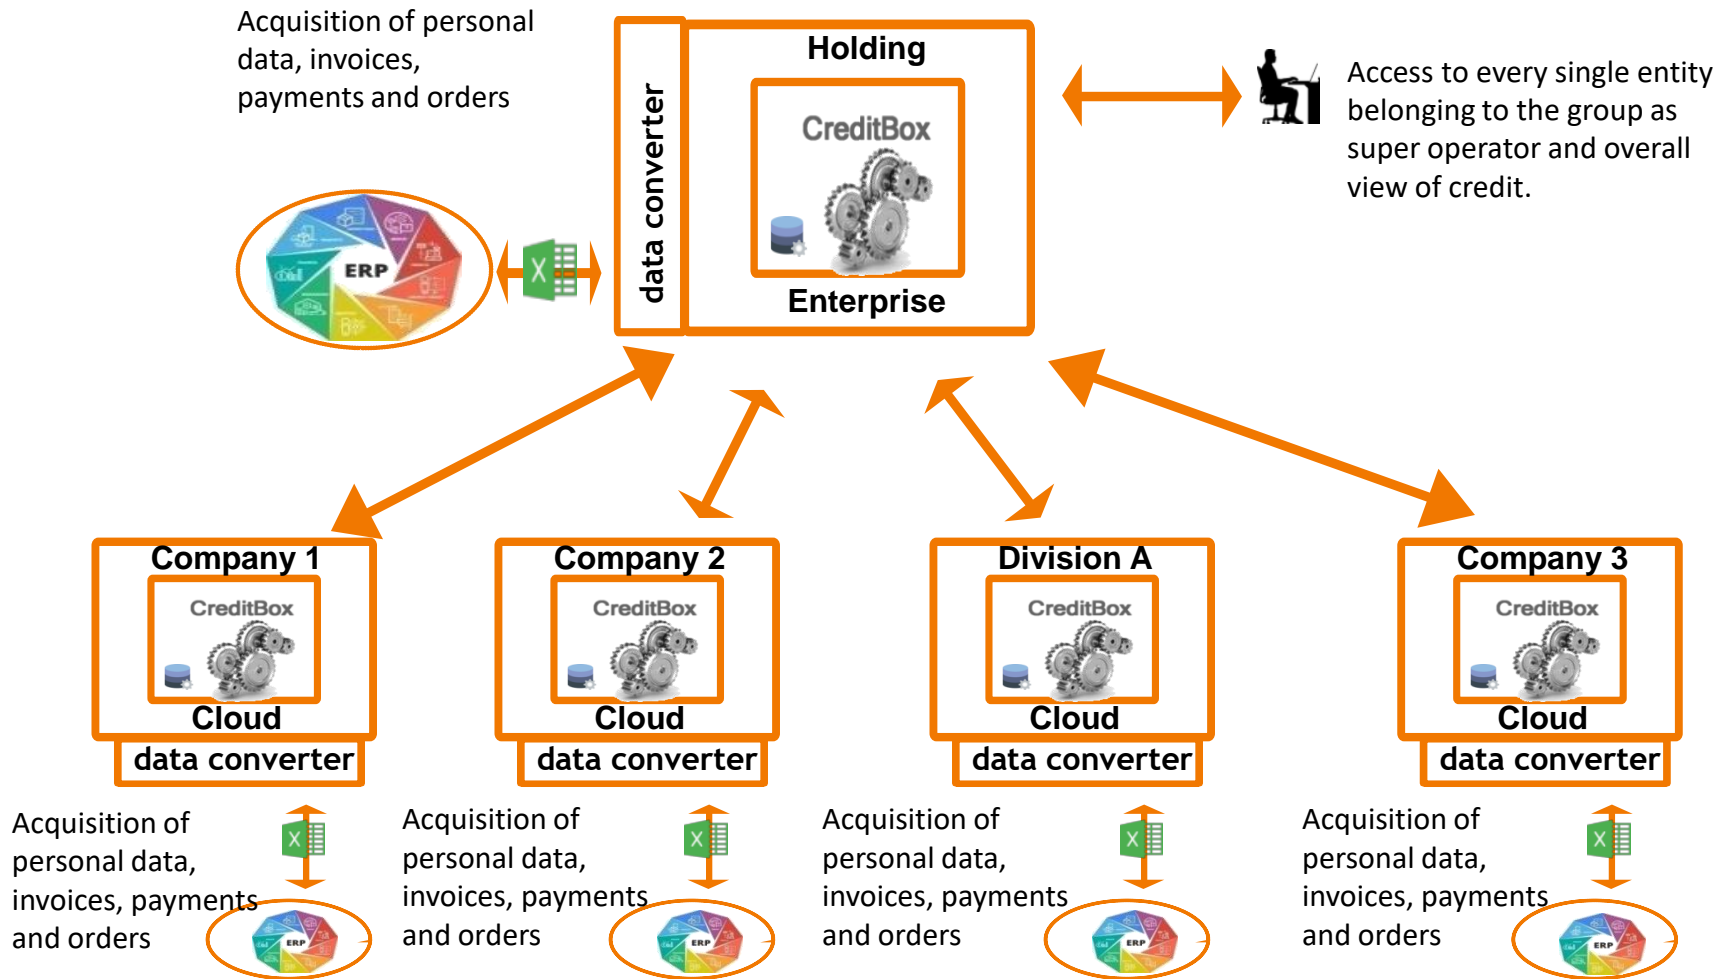 Acquisition of personal
data, invoices,
payments and orders
data converter
Holding
CreditBox
Enterprise
Access to every single entity
belonging to the group as
super operator and overall
view of credit.
ERP
X
Company 1
CreditBox
Cloud
data converter
Company 2
CreditBox
Cloud
data converter
Division A
CreditBox
Cloud
data converter
Company 3
CreditBox
Cloud
data converter
Acquisition of
personal data,
invoices, payments
and orders
X
ERP
Acquisition of
personal data,
invoices, payments
and orders
X
ERP
Acquisition of
personal data,
invoices, payments
and orders
X
ERP
Acquisition of
personal data,
invoices, payments
and orders
X
ERP